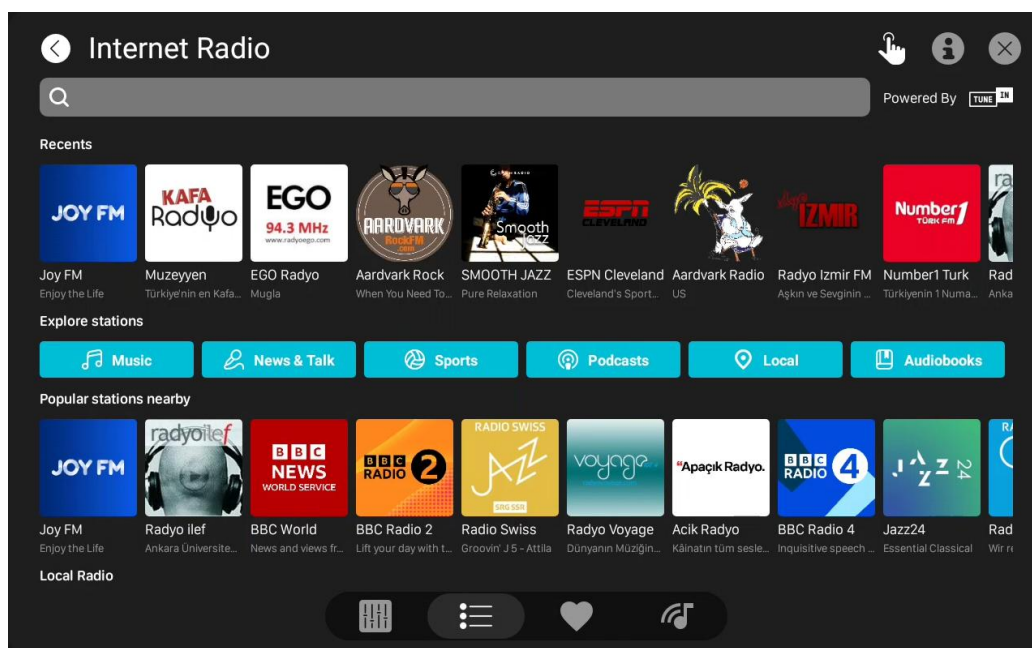 Internet Radio
Powered By TUNE IN
Recents
JOY FM
KAFA
Radyo
EGO
94.3 MHz
www.radyoego.com
AARDVARK
RockFM
.com
Smooth
jazz
ESPN
CLEVELAND
radyo
IZMIR
Number1
TÜRK FM
ra
Joy FM
Enjoy the Life
Muzeyyen
Türkiye'nin en Kafa...
EGO Radyo
Mugla
Aardvark Rock
When You Need To...
SMOOTH JAZZ
Pure Relaxation
ESPN Cleveland
Cleveland's Sport...
Aardvark Radio
US
Radyo Izmir FM
Aşkın ve Sevginin ...
Number1 Turk
Türkiyenin 1 Numa...
Rad
Anka
Explore stations
Music
News & Talk
Sports
Podcasts
Local
Audiobooks
Popular stations nearby
JOY FM
radyoilef
BBC
NEWS
WORLD SERVICE
BBC
RADIO 2
RADIO SWISS
JAZZ
SRG SSR
voyage
"Apaçık Radyo.
BBC
RADIO 4
JAZZ 24
Joy FM
Enjoy the Life
Radyo ilef
Ankara Üniversite...
BBC World
News and views fr...
BBC Radio 2
Lift your day with t...
Radio Swiss
Groovin' J 5 - Attila
Radyo Voyage
Dünyanın Müziğin...
Acik Radyo
Kâinatın tüm sesle...
BBC Radio 4
Inquisitive speech ...
Jazz24
Essential Classical
Rad
Wir re
Local Radio